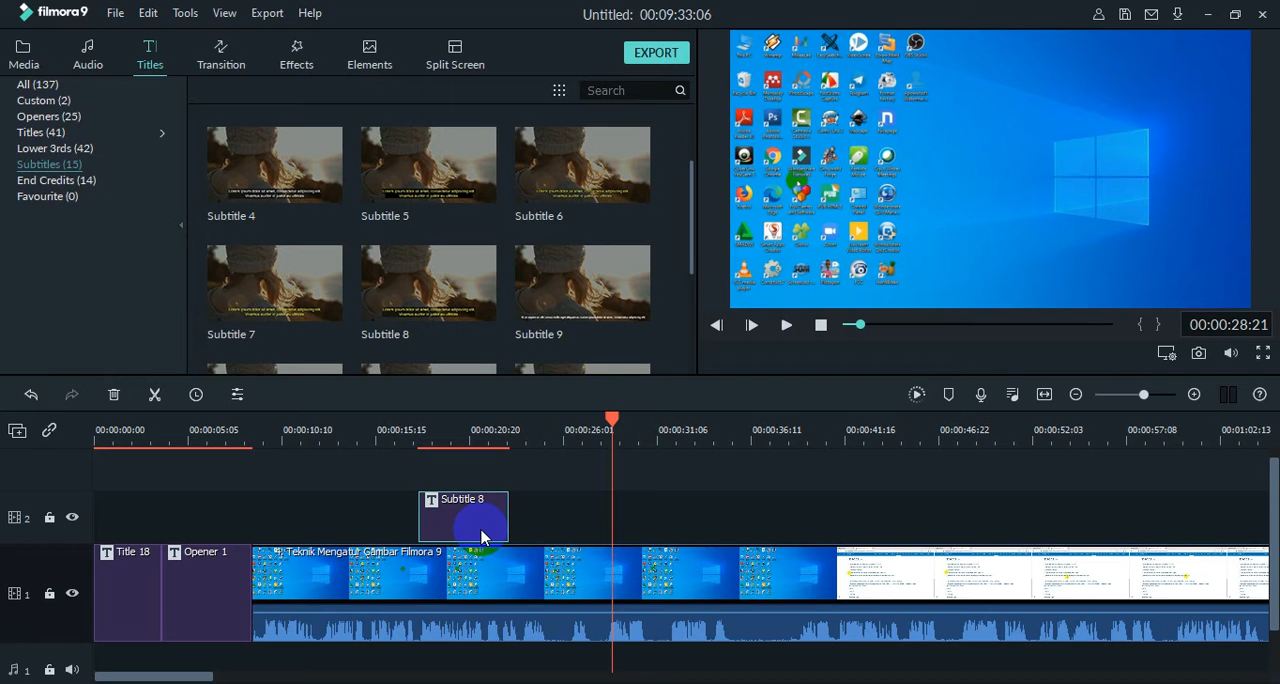 filmora9 File Edit Tools View Export Help Untitled: 00:09:33:06
Media Audio Titles Transition Effects Elements Split Screen EXPORT
All (137)
Custom (2)
Openers (25)
Titles (41)
Lower 3rds (42)
Subtitles (15)
End Credits (14)
Favourite (0)
Search
Subtitle 4 Subtitle 5 Subtitle 6
Subtitle 7 Subtitle 8 Subtitle 9
00:00:28:21
00:00:00:00 00:00:05:05 00:00:10:10 00:00:15:15 00:00:20:20 00:00:26:01 00:00:31:06 00:00:36:11 00:00:41:16 00:00:46:22 00:00:52:03 00:00:57:08 00:01:02:13
2
T Subtitle 8
T Title 18 T Opener 1 Teknik Mengatur Gambar Filmora 9
1
1